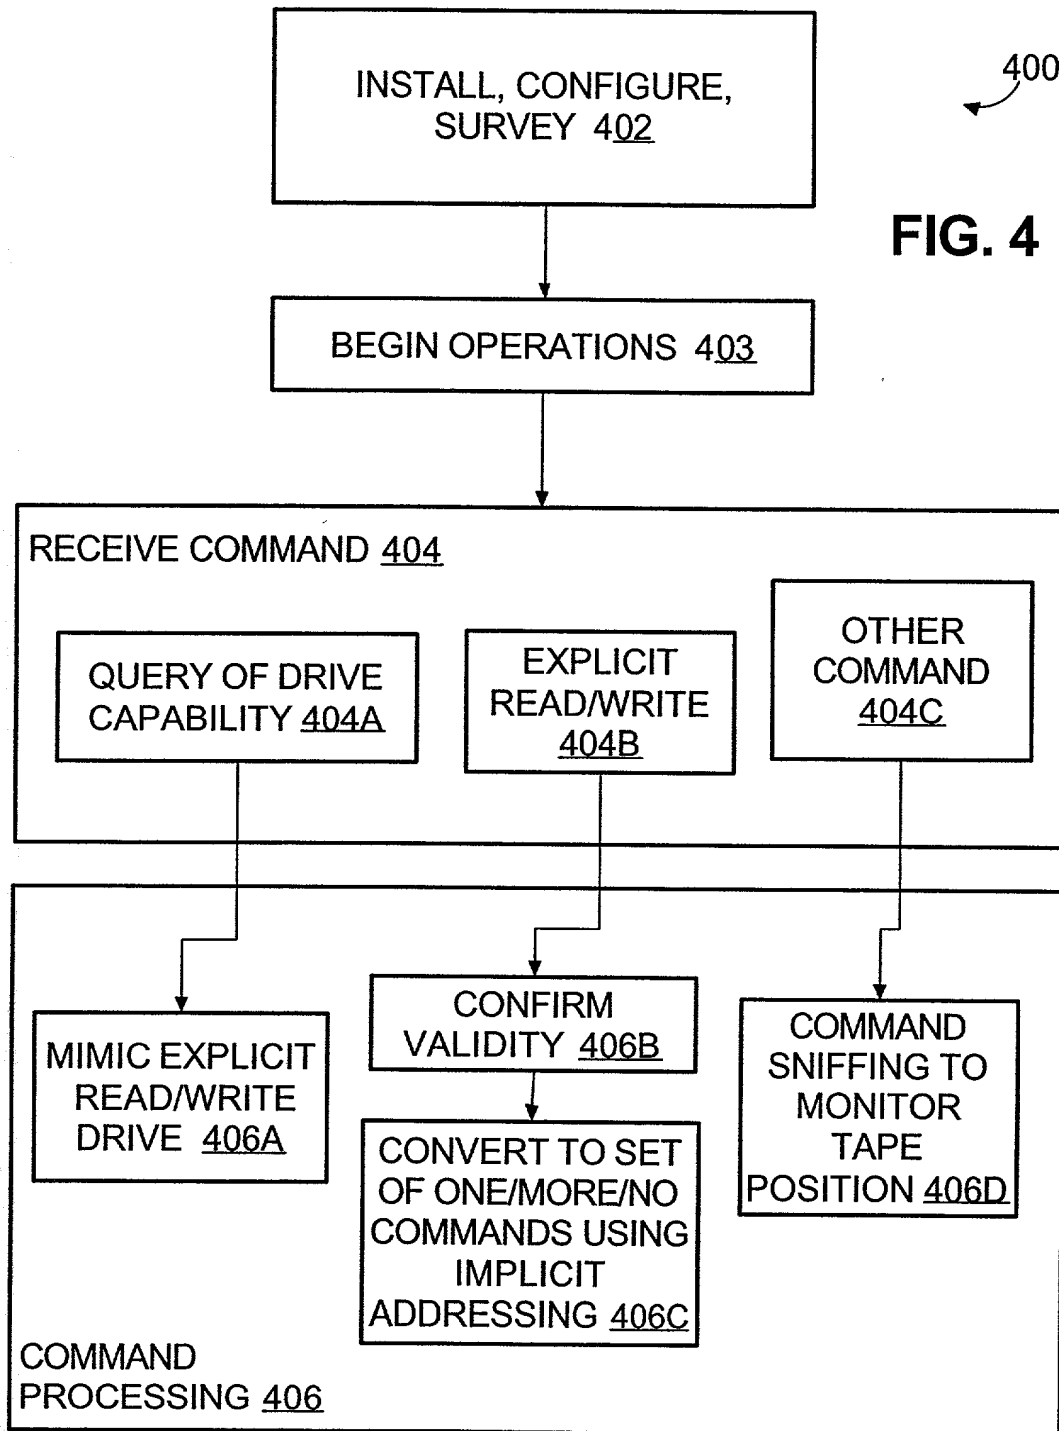 INSTALL, CONFIGURE,
SURVEY 402
400
FIG. 4
BEGIN OPERATIONS 403
RECEIVE COMMAND 404
QUERY OF DRIVE
CAPABILITY 404A
EXPLICIT
READ/WRITE
404B
OTHER
COMMAND
404C
MIMIC EXPLICIT
READ/WRITE
DRIVE 406A
CONFIRM
VALIDITY 406B
CONVERT TO SET
OF ONE/MORE/NO
COMMANDS USING
IMPLICIT
ADDRESSING 406C
COMMAND
SNIFFING TO
MONITOR
TAPE
POSITION 406D
COMMAND
PROCESSING 406